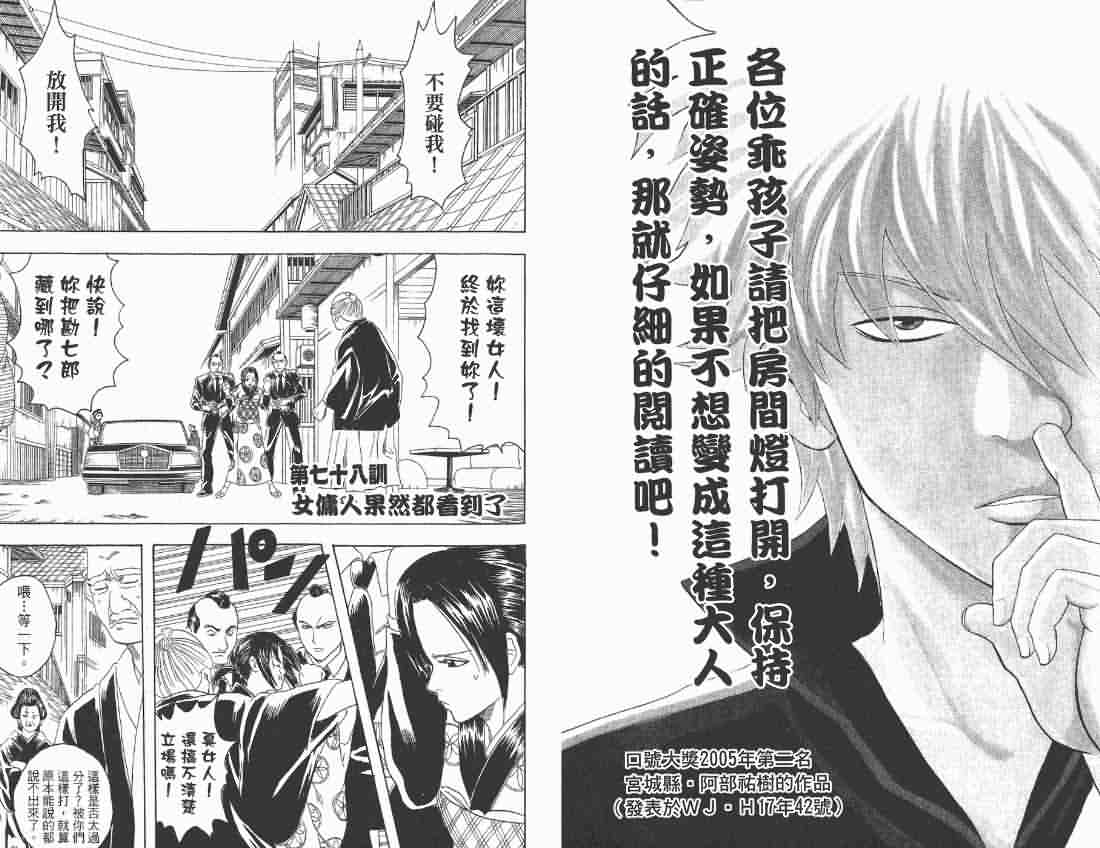 各位乖孩子請把房間燈打開，保持
正確姿勢，如果不想變成這種大人
的話，那就仔細的閱讀吧！
口號大獎2005年第二名
宮城縣・阿部祐樹的作品
（發表於ＷＪ・Ｈ17年42號）
不要碰我！
放開我！
妳這壞女人！
終於找到妳了！
快說！
妳把勘七郎
藏到哪了？
第七十八訓
女傭人果然都看到了
パン
臭女人！
還搞不清楚
立場嗎！
喂…等一下。
這樣是否太過
分了？被你們
這樣打，就算
原本能說的都
說不出來了。